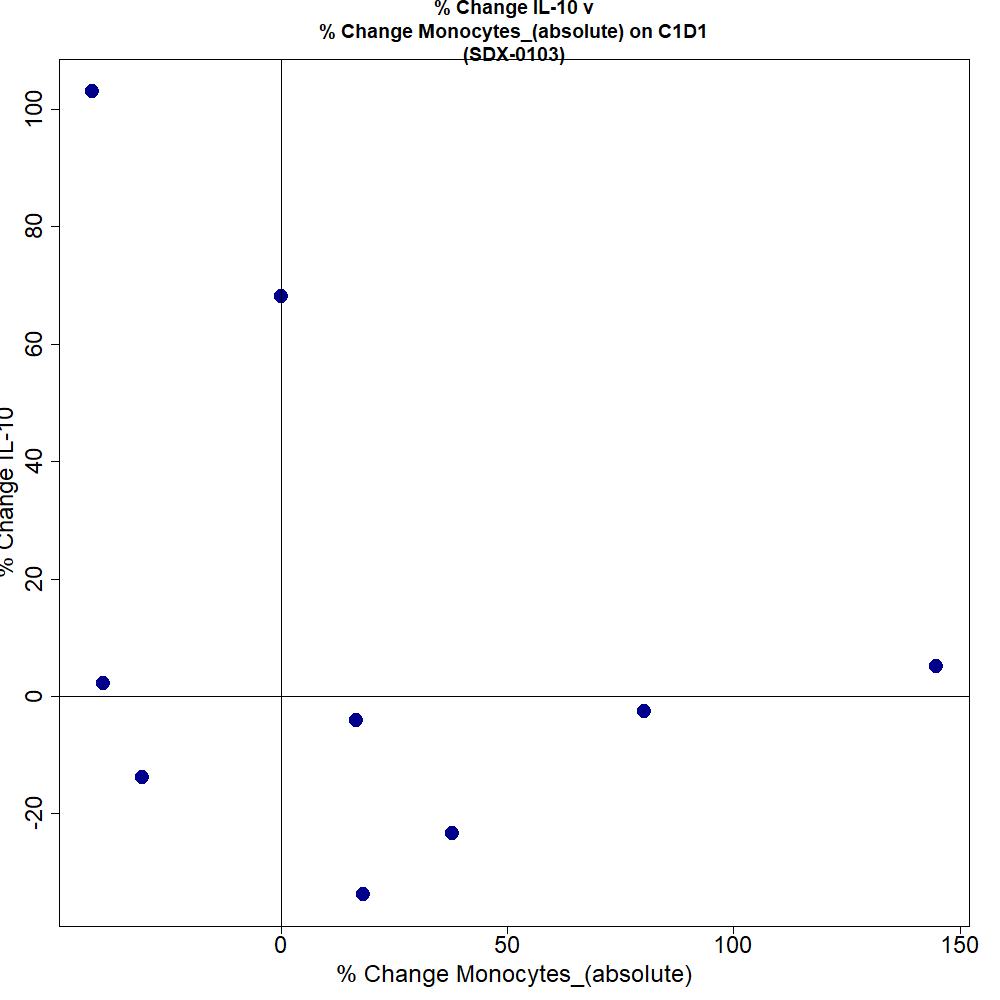 % Change IL-10 v
% Change Monocytes_(absolute) on C1D1
(SDX-0103)
% Change IL-10
100
80
60
40
20
0
-20
0
50
100
150
% Change Monocytes_(absolute)